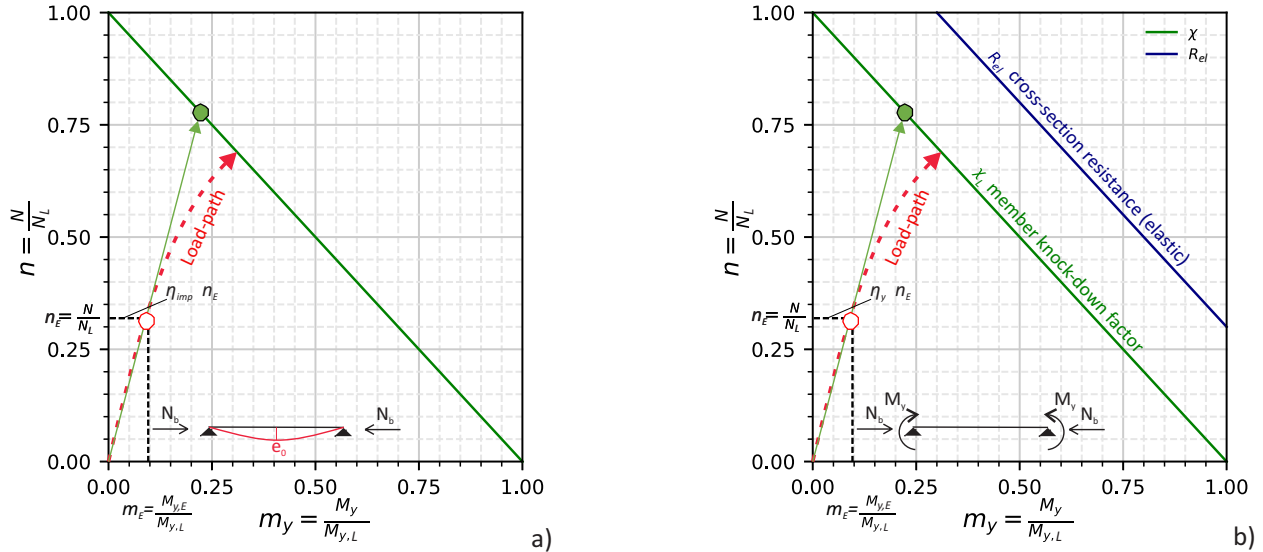 1.00
0.75
0.50
0.25
0.00
n = N/N_L
n_E = N/N_L
η_imp n_E
Load-path
N_b
N_b
e_0
0.00 0.25 0.50 0.75 1.00
m_E = M_y,E/M_y,L
m_y = M_y/M_y,L
a)
1.00
0.75
0.50
0.25
0.00
n = N/N_L
n_E = N/N_L
χ
R_el
R_el cross-section resistance (elastic)
χ_L member knock-down factor
Load-path
η_y n_E
M_y
M_y
N_b
N_b
0.00 0.25 0.50 0.75 1.00
m_E = M_y,E/M_y,L
m_y = M_y/M_y,L
b)